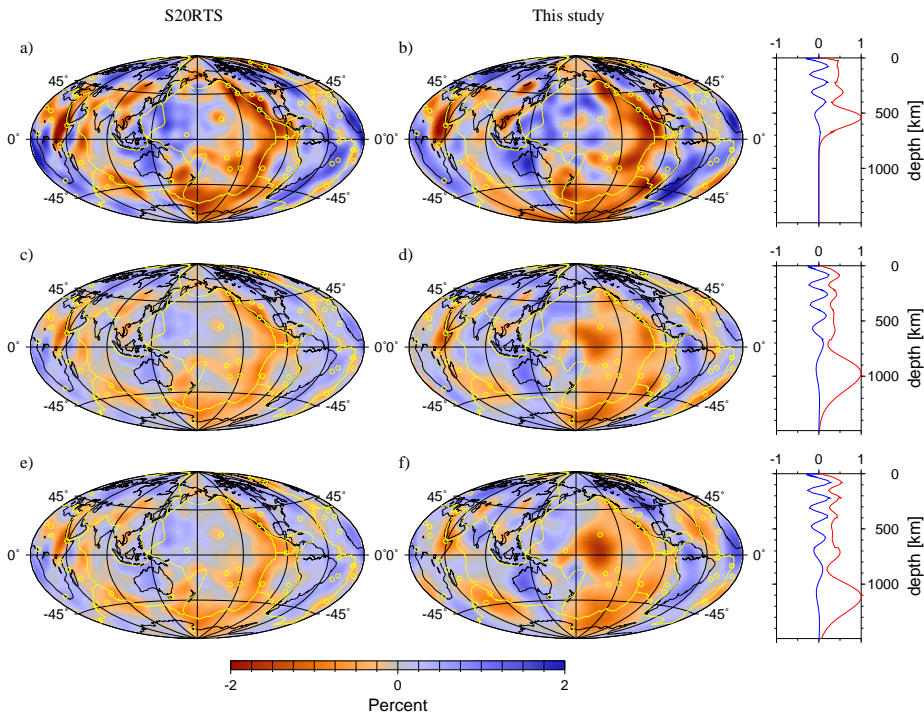 S20RTS This study
a) b) -1 0 1
45° 45° 45° 45° 0
0° 0° 0° 0° 500 depth [km]
-45° -45° -45° -45° 1000
c) d) -1 0 1
45° 45° 45° 45° 0
0° 0° 0° 0° 500 depth [km]
-45° -45° -45° -45° 1000
e) f) -1 0 1
45° 45° 45° 45° 0
0° 0° 0° 0° 500 depth [km]
-45° -45° -45° -45° 1000
-2 0 2
Percent